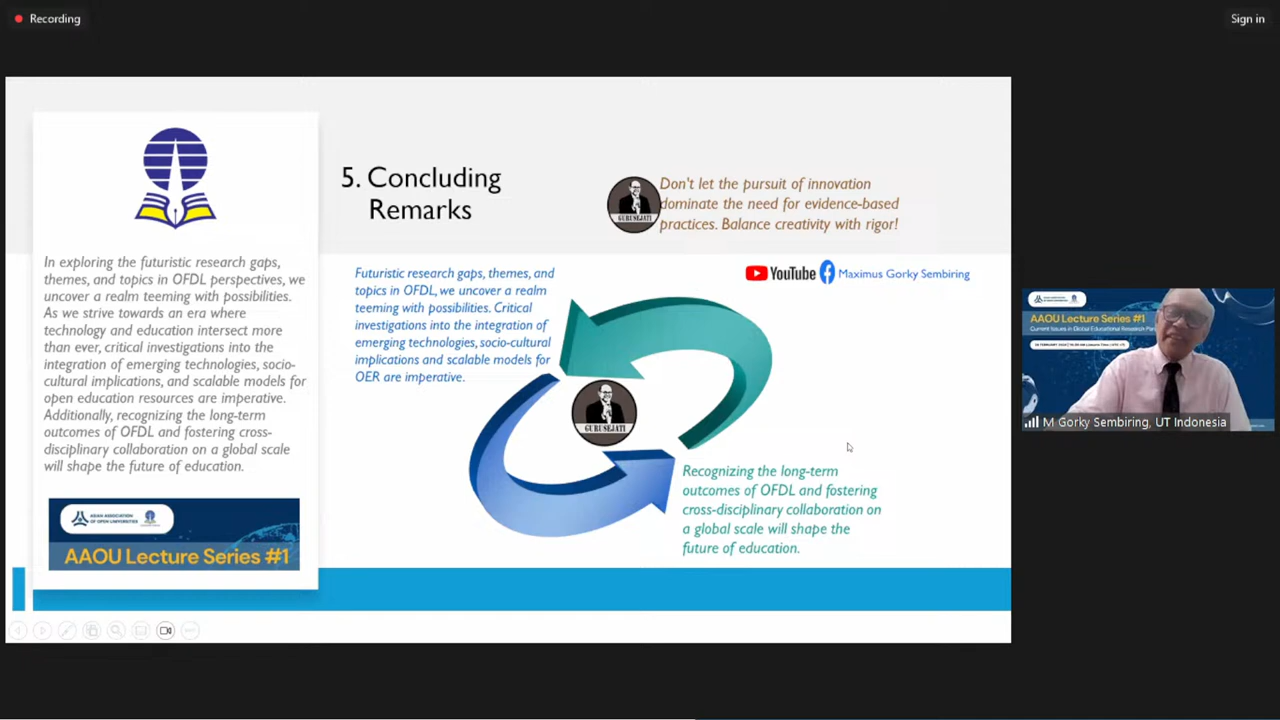 Recording
Sign in
5. Concluding
Remarks
GURUSEJATI
Don't let the pursuit of innovation
dominate the need for evidence-based
practices. Balance creativity with rigor!
In exploring the futuristic research gaps,
themes, and topics in OFDL perspectives, we
uncover a realm teeming with possibilities.
As we strive towards an era where
technology and education intersect more
than ever, critical investigations into the
integration of emerging technologies, socio-
cultural implications, and scalable models for
open education resources are imperative.
Additionally, recognizing the long-term
outcomes of OFDL and fostering cross-
disciplinary collaboration on a global scale
will shape the future of education.
ASIAN ASSOCIATION
OF OPEN UNIVERSITIES
AAOU Lecture Series #1
Futuristic research gaps, themes, and
topics in OFDL, we uncover a realm
teeming with possibilities. Critical
investigations into the integration of
emerging technologies, socio-cultural
implications and scalable models for
OER are imperative.
YouTube Maximus Gorky Sembiring
GURUSEJATI
Recognizing the long-term
outcomes of OFDL and fostering
cross-disciplinary collaboration on
a global scale will shape the
future of education.
AAOU Lecture Series #1
Current Issues in Global Educational Research
M Gorky Sembiring, UT Indonesia